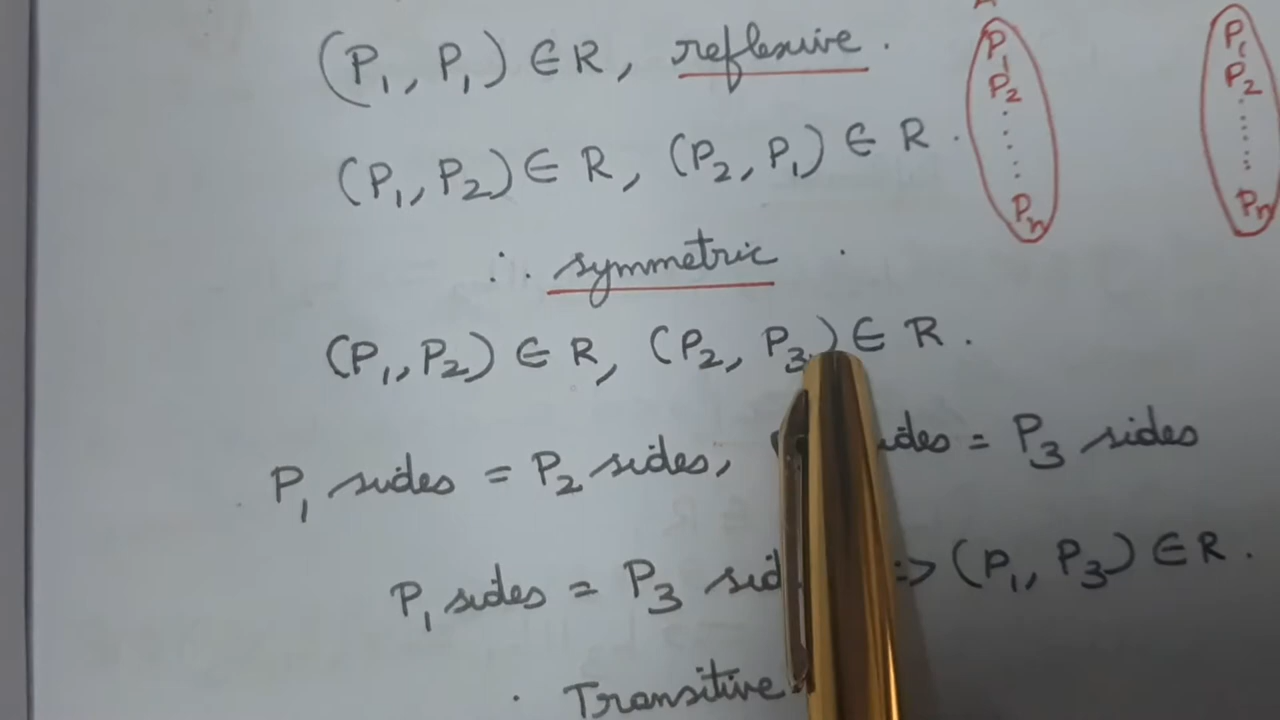 (P₁, P₁) ∈ R, reflexive.
(P₁, P₂) ∈ R, (P₂, P₁) ∈ R.
∴ symmetric
(P₁, P₂) ∈ R, (P₂, P₃) ∈ R.
P₁ sides = P₂ sides, = P₃ sides
P₁ sides = P₃ => (P₁, P₃) ∈ R.
Transitive
P₁
P₂
.....
Pₙ
P₁
P₂
......
Pₙ